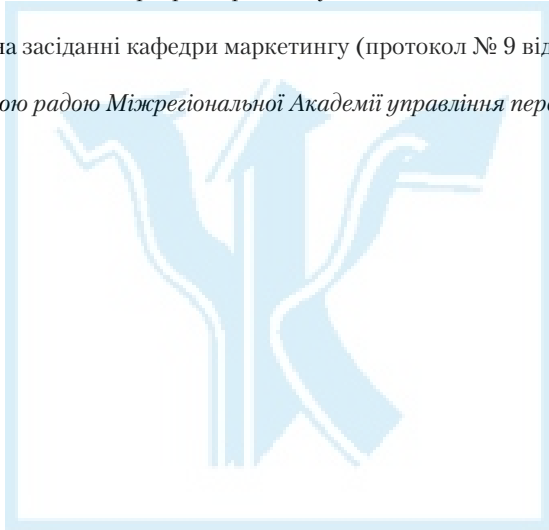 на засіданні кафедри маркетингу (протокол № 9 від
ою радою Міжрегіональної Академії управління пер